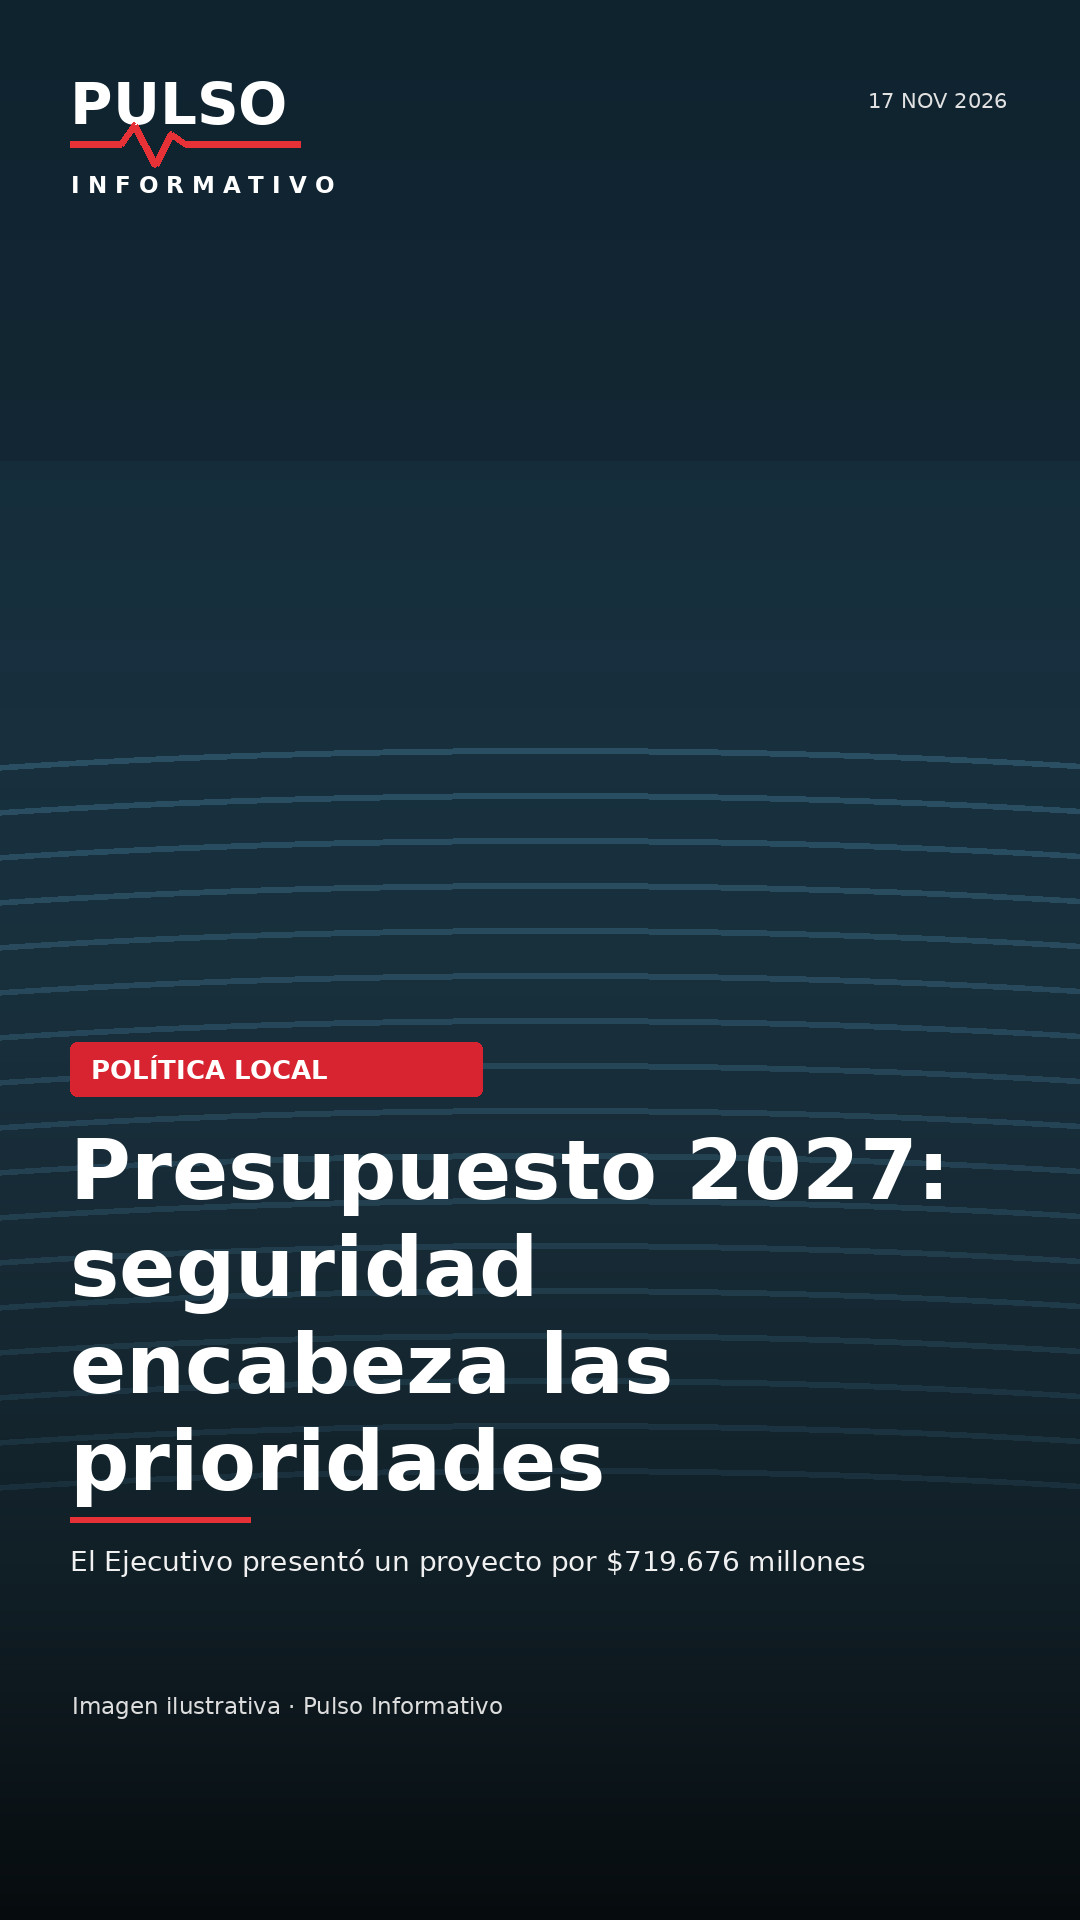 PULSO
INFORMATIVO
17 NOV 2026
POLÍTICA LOCAL
Presupuesto 2027:
seguridad
encabeza las
prioridades
El Ejecutivo presentó un proyecto por $719.676 millones
Imagen ilustrativa · Pulso Informativo